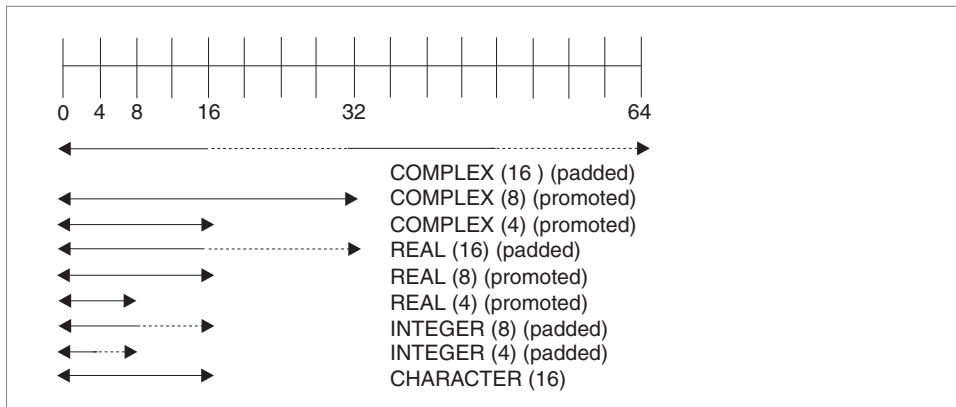 0 4 8 16 32 64
COMPLEX (16 ) (padded)
COMPLEX (8) (promoted)
COMPLEX (4) (promoted)
REAL (16) (padded)
REAL (8) (promoted)
REAL (4) (promoted)
INTEGER (8) (padded)
INTEGER (4) (padded)
CHARACTER (16)